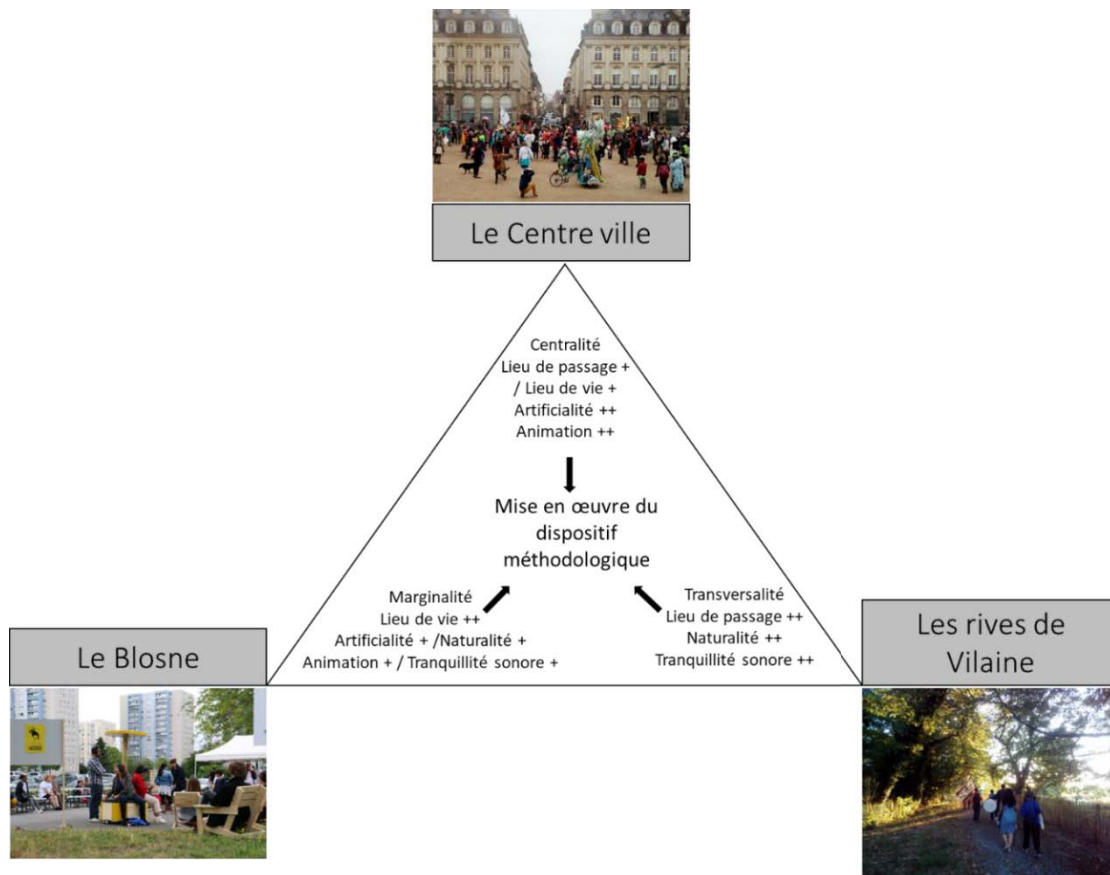 Le Centre ville
Centralité
Lieu de passage +
/ Lieu de vie +
Artificialité ++
Animation ++
Mise en œuvre du
dispositif
méthodologique
Marginalité
Lieu de vie ++
Artificialité + /Naturalité +
Animation + / Tranquillité sonore +
Transversalité
Lieu de passage ++
Naturalité ++
Tranquillité sonore ++
Le Blosne
Les rives de
Vilaine